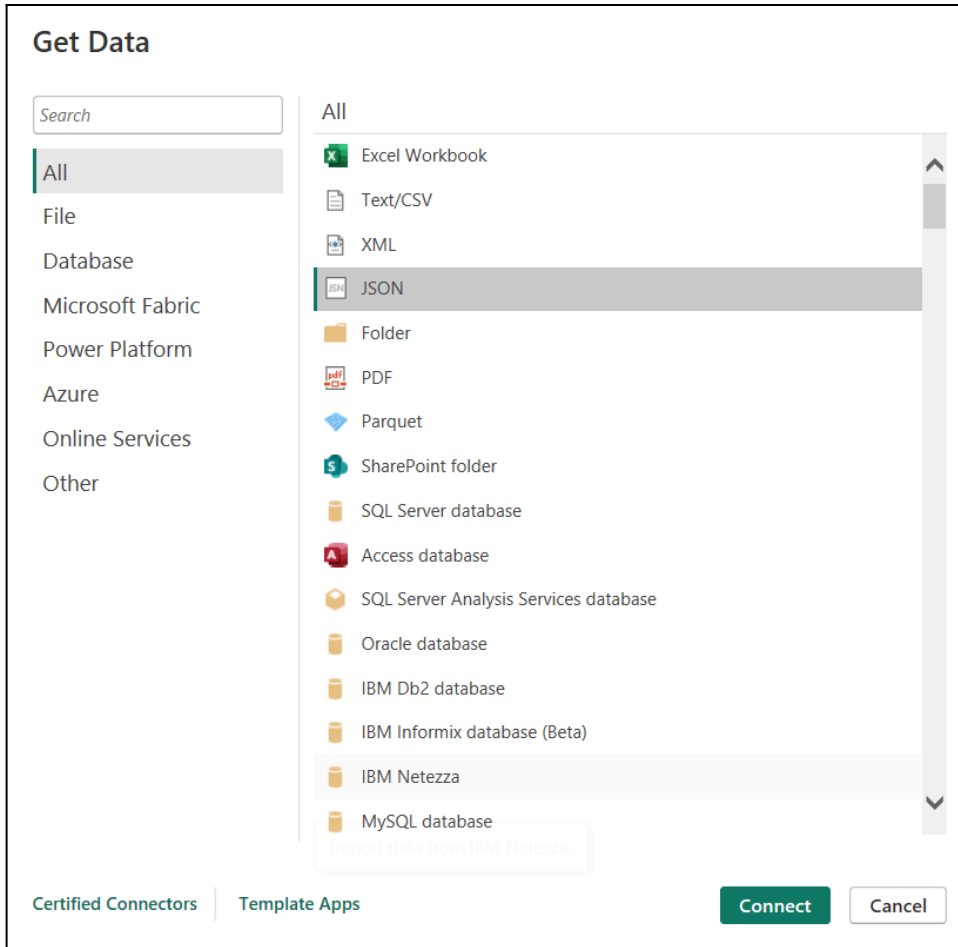 Get Data
Search
All
File
Database
Microsoft Fabric
Power Platform
Azure
Online Services
Other
All
Excel Workbook
Text/CSV
XML
JSN JSON
Folder
pdf PDF
Parquet
SharePoint folder
SQL Server database
Access database
SQL Server Analysis Services database
Oracle database
IBM Db2 database
IBM Informix database (Beta)
IBM Netezza
MySQL database
Import data from IBM Netezza.
Certified Connectors
Template Apps
Connect
Cancel